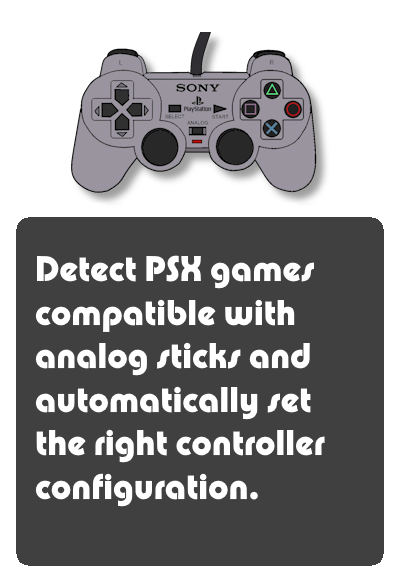 L R
SONY
PlayStation
SELECT START
ANALOG
Detect PSX games
compatible with
analog sticks and
automatically set
the right controller
configuration.